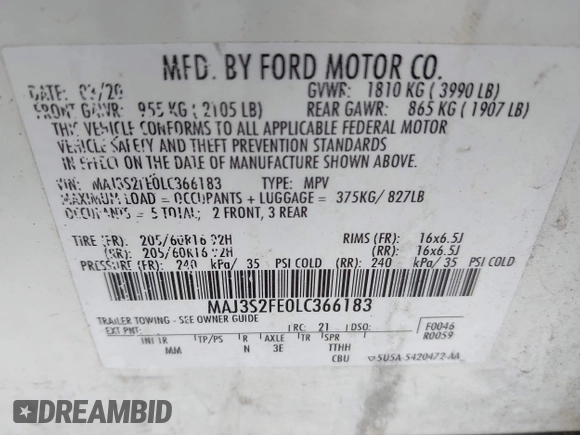 MFD. BY FORD MOTOR CO.
DATE: 03/20 GVWR: 1810 KG ( 3990 LB)
FRONT GAWR: 955 KG ( 2105 LB) REAR GAWR: 865 KG ( 1907 LB)
THIS VEHICLE CONFORMS TO ALL APPLICABLE FEDERAL MOTOR
VEHICLE SAFETY AND THEFT PREVENTION STANDARDS
IN EFFECT ON THE DATE OF MANUFACTURE SHOWN ABOVE.
VIN: MAJ3S2FE0LC366183 TYPE: MPV
MAXIMUM LOAD = OCCUPANTS + LUGGAGE = 375KG/ 827LB
OCCUPANTS = 5 TOTAL; 2 FRONT, 3 REAR
TIRE (FR): 205/60R16 92H RIMS (FR): 16x6.5J
(RR): 205/60R16 92H (RR): 16x6.5J
PRESSURE (FR): 240 kPa/ 35 PSI COLD (RR): 240 kPa/ 35 PSI COLD
MAJ3S2FE0LC366183
TRAILER TOWING - SEE OWNER GUIDE
EXT PNT: RC: 21 DSO: F0046
R0059
INT TR TP/PS R AXLE TR SPR
MM N 3E TTHH
CBU 5U5A-5420472-AA
DREAMBID